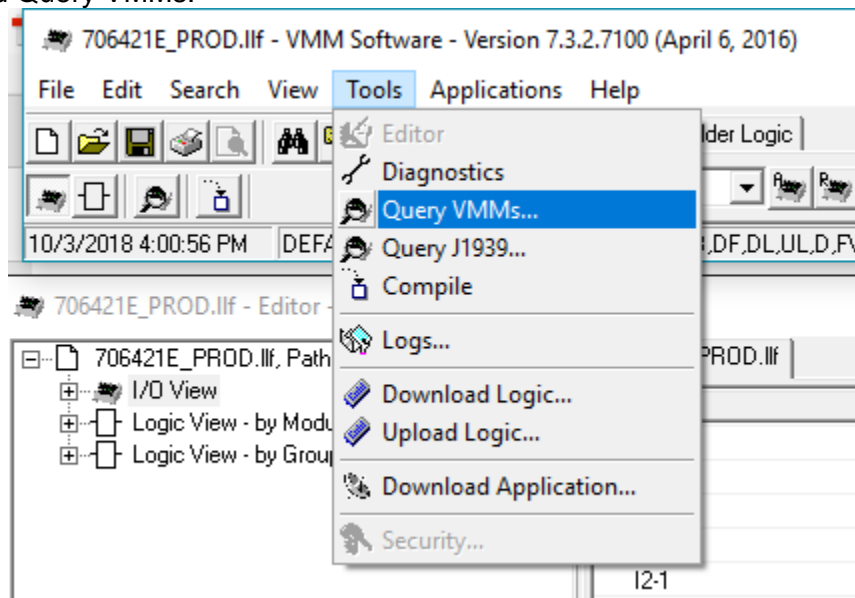 Query VMMs.
706421E_PROD.llf - VMM Software - Version 7.3.2.7100 (April 6, 2016)
File Edit Search View Tools Applications Help
Editor
lder Logic
Diagnostics
Query VMMs...
10/3/2018 4:00:56 PM DEFA
Query J1939...
,DF,DL,UL,D,FV
Compile
706421E_PROD.llf - Editor -
Logs...
706421E_PROD.llf, Path
PROD.llf
I/O View
Download Logic...
Logic View - by Modu
Upload Logic...
Logic View - by Group
Download Application...
Security...
I2-1